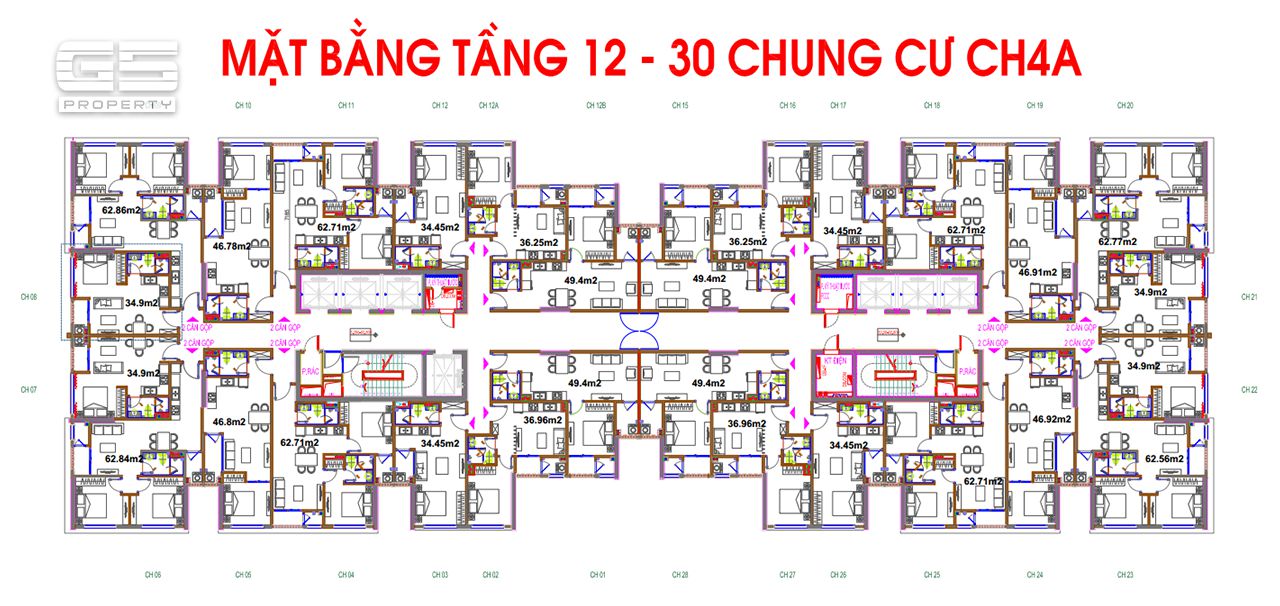 GS
PROPERTY
MẶT BẰNG TẦNG 12 - 30 CHUNG CƯ CH4A
CH 10
CH 11
CH 12
CH 12A
CH 12B
CH 15
CH 16
CH 17
CH 18
CH 19
CH 20
62.86m2
46.78m2
7165
62.71m2
34.45m2
36.25m2
49.4m2
49.4m2
36.25m2
34.45m2
62.71m2
46.91m2
62.77m2
CH 08
34.9m2
34.9m2
CH 21
2 CĂN GỘP
2 CĂN GỘP
2 CĂN GỘP
2 CĂN GỘP
2 CĂN GỘP
2 CĂN GỘP
2 CĂN GỘP
2 CĂN GỘP
CH 07
34.9m2
P.RÁC
KT ĐIỆN
P.RÁC
34.9m2
CH 22
62.84m2
46.8m2
62.71m2
34.45m2
36.96m2
49.4m2
49.4m2
36.96m2
34.45m2
62.71m2
46.92m2
62.56m2
CH 06
CH 05
CH 04
CH 03
CH 02
CH 01
CH 28
CH 27
CH 26
CH 25
CH 24
CH 23